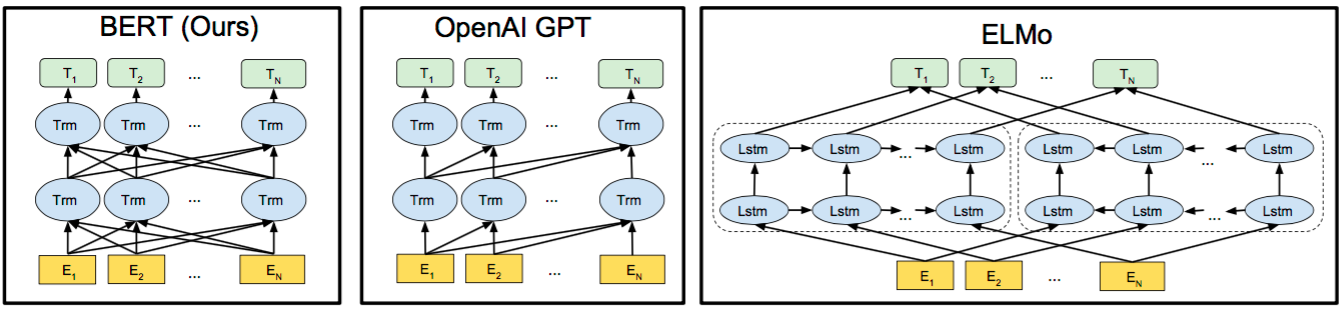 BERT (Ours)
T1 T2 ... TN
Trm Trm ... Trm
Trm Trm ... Trm
E1 E2 ... EN
OpenAI GPT
T1 T2 ... TN
Trm Trm ... Trm
Trm Trm ... Trm
E1 E2 ... EN
ELMo
T1 T2 ... TN
Lstm Lstm ... Lstm Lstm Lstm ... Lstm
Lstm Lstm ... Lstm Lstm Lstm ... Lstm
E1 E2 ... EN